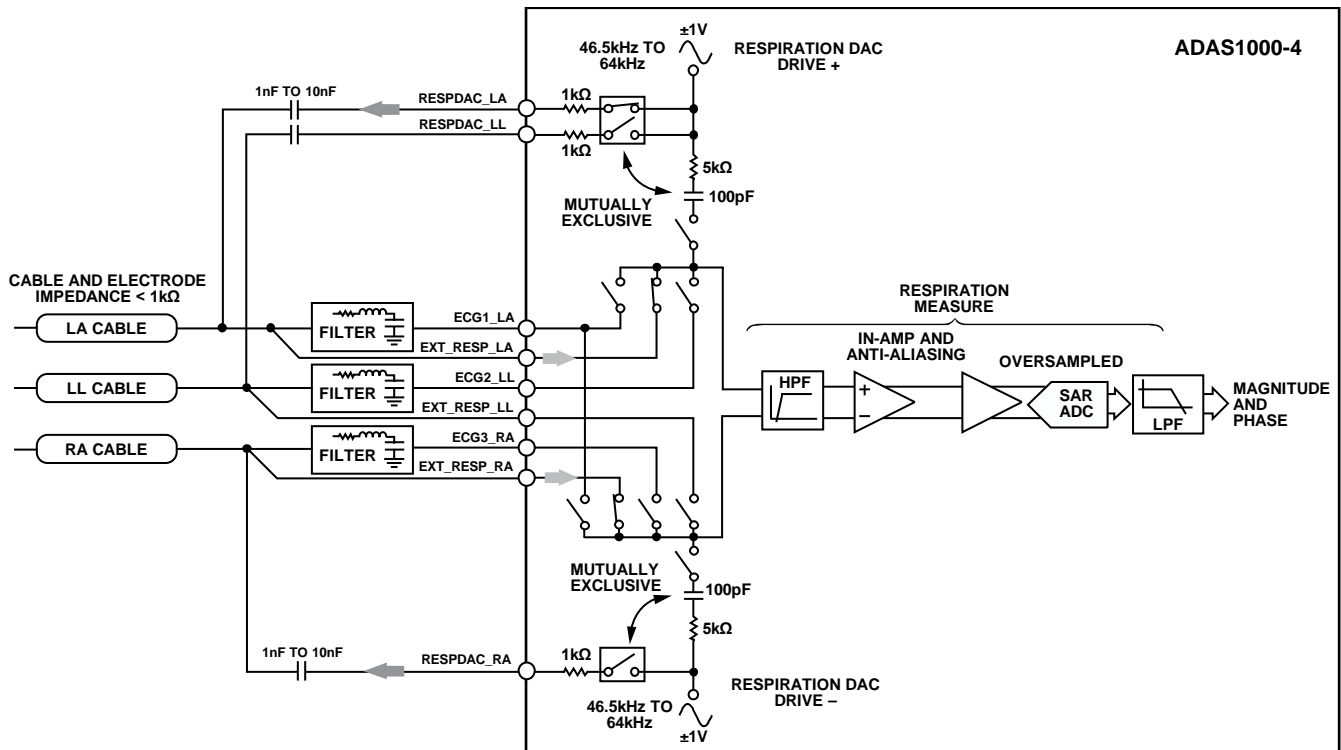 ±1V
46.5kHz TO
64kHz
RESPIRATION DAC
DRIVE +
ADAS1000-4
1nF TO 10nF
RESPDAC_LA
1kΩ
RESPDAC_LL
1kΩ
5kΩ
100pF
MUTUALLY
EXCLUSIVE
CABLE AND ELECTRODE
IMPEDANCE < 1kΩ
LA CABLE
FILTER
ECG1_LA
EXT_RESP_LA
LL CABLE
FILTER
ECG2_LL
EXT_RESP_LL
RA CABLE
FILTER
ECG3_RA
EXT_RESP_RA
RESPIRATION
MEASURE
IN-AMP AND
ANTI-ALIASING
OVERSAMPLED
HPF
+
–
SAR
ADC
LPF
MAGNITUDE
AND
PHASE
MUTUALLY
EXCLUSIVE
100pF
5kΩ
1nF TO 10nF
RESPDAC_RA
1kΩ
RESPIRATION DAC
DRIVE –
46.5kHz TO
64kHz
±1V